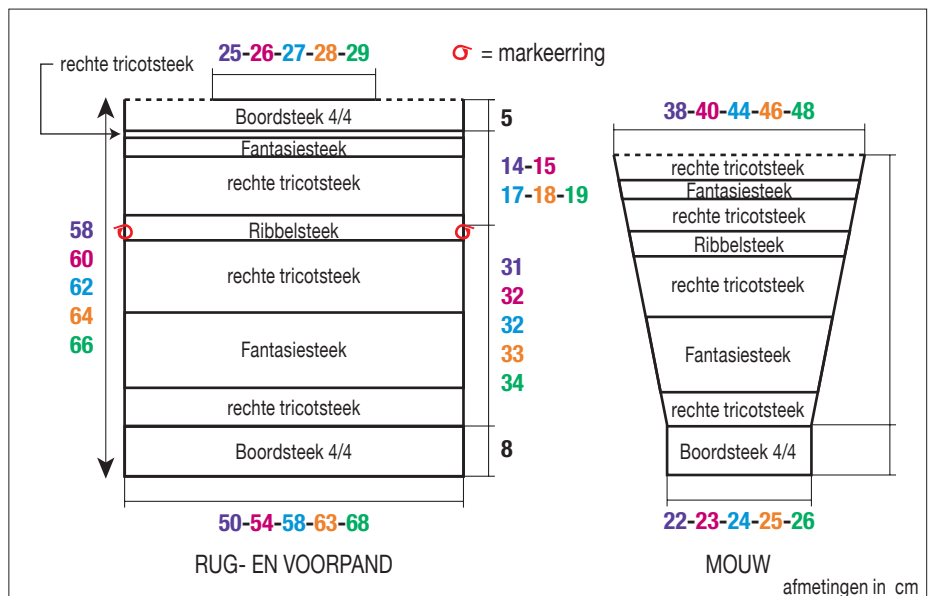 25-26-27-28-29
= markeerring
rechte tricotsteek
Boordsteek 4/4
5
Fantasiesteek
rechte tricotsteek
14-15
17-18-19
Ribbelsteek
58
60
62
64
66
rechte tricotsteek
31
32
32
33
34
Fantasiesteek
rechte tricotsteek
Boordsteek 4/4
8
50-54-58-63-68
RUG- EN VOORPAND
38-40-44-46-48
rechte tricotsteek
Fantasiesteek
rechte tricotsteek
Ribbelsteek
rechte tricotsteek
Fantasiesteek
rechte tricotsteek
Boordsteek 4/4
22-23-24-25-26
MOUW
afmetingen in cm